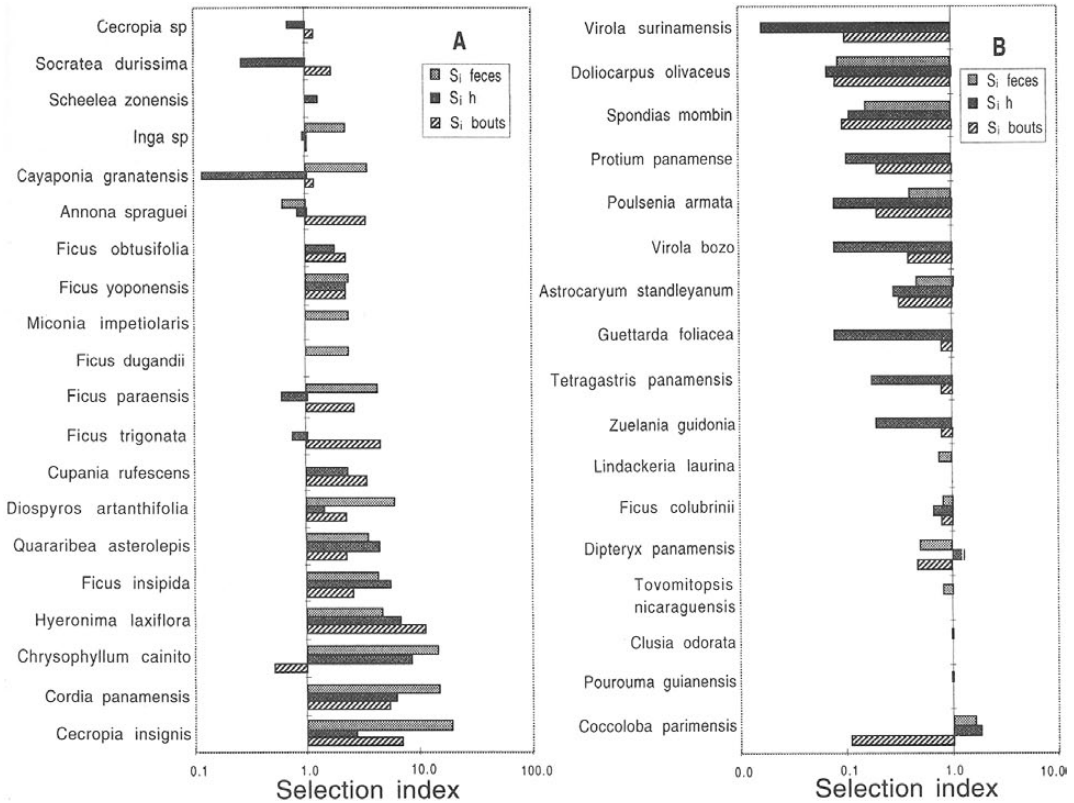 A
Si feces
Si h
Si bouts
Cecropia sp
Socratea durissima
Scheelea zonensis
Inga sp
Cayaponia granatensis
Annona spraguei
Ficus obtusifolia
Ficus yoponensis
Miconia impetiolaris
Ficus dugandii
Ficus paraensis
Ficus trigonata
Cupania rufescens
Diospyros artanthifolia
Quararibea asterolepis
Ficus insipida
Hyeronima laxiflora
Chrysophyllum cainito
Cordia panamensis
Cecropia insignis
0.1 1.0 10.0 100.0
Selection index
B
Si feces
Si h
Si bouts
Virola surinamensis
Doliocarpus olivaceus
Spondias mombin
Protium panamense
Poulsenia armata
Virola bozo
Astrocaryum standleyanum
Guettarda foliacea
Tetragastris panamensis
Zuelania guidonia
Lindackeria laurina
Ficus colubrinii
Dipteryx panamensis
Tovomitopsis
nicaraguensis
Clusia odorata
Pourouma guianensis
Coccoloba parimensis
0.0 0.1 1.0 10.0
Selection index